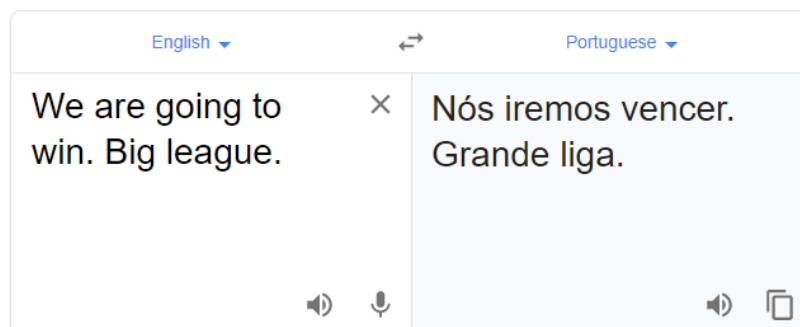 English
Portuguese
We are going to
win. Big league.
Nós iremos vencer.
Grande liga.